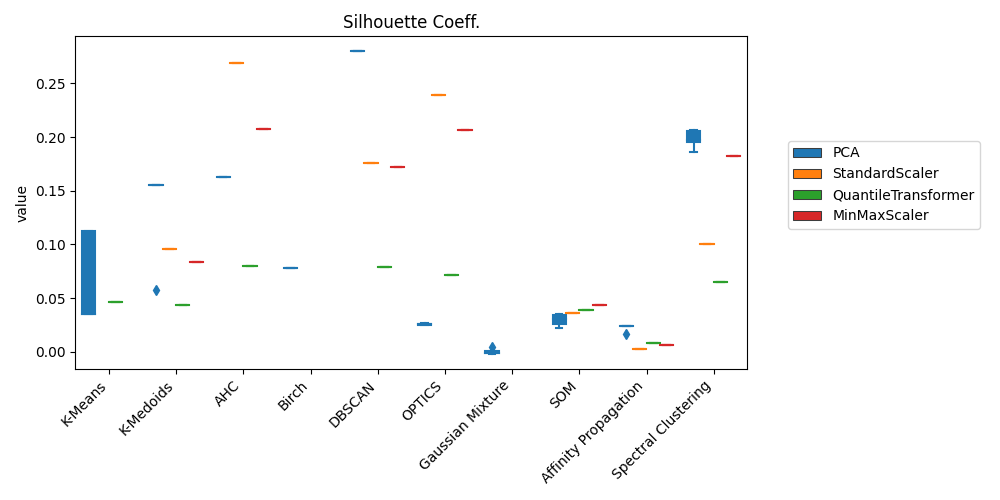 Silhouette Coeff.
value
0.25
0.20
0.15
0.10
0.05
0.00
K-Means
K-Medoids
AHC
Birch
DBSCAN
OPTICS
Gaussian Mixture
SOM
Affinity Propagation
Spectral Clustering
PCA
StandardScaler
QuantileTransformer
MinMaxScaler